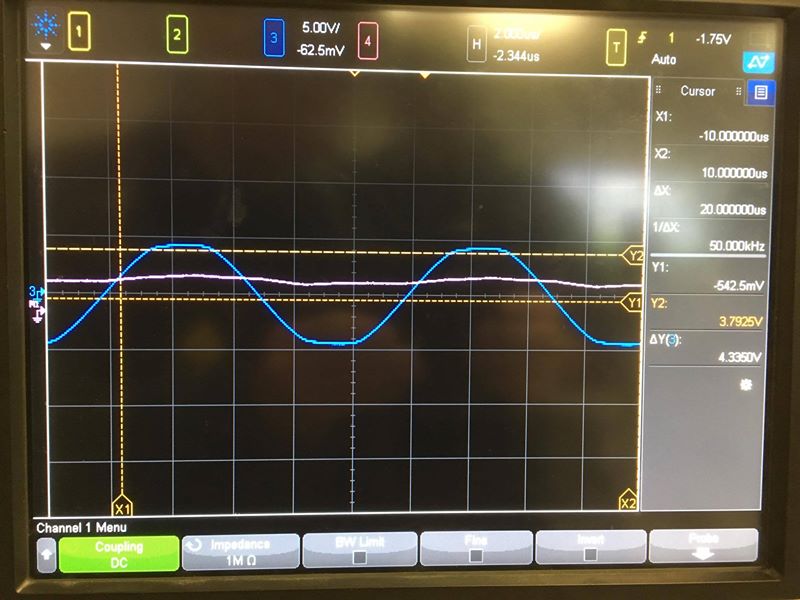 1
2
3
5.00V/
-62.5mV
4
H
-2.344us
T
1
-1.75V
Auto
Cursor
X1:
-10.000000us
X2:
10.000000us
ΔX:
20.000000us
1/ΔX:
50.000kHz
Y1:
-542.5mV
Y2:
3.7925V
ΔY(3):
4.3350V
Y2
3
Y1
X1
X2
Channel 1 Menu
Coupling
DC
Impedance
1M Ω
BW Limit
Fine
Invert
Probe